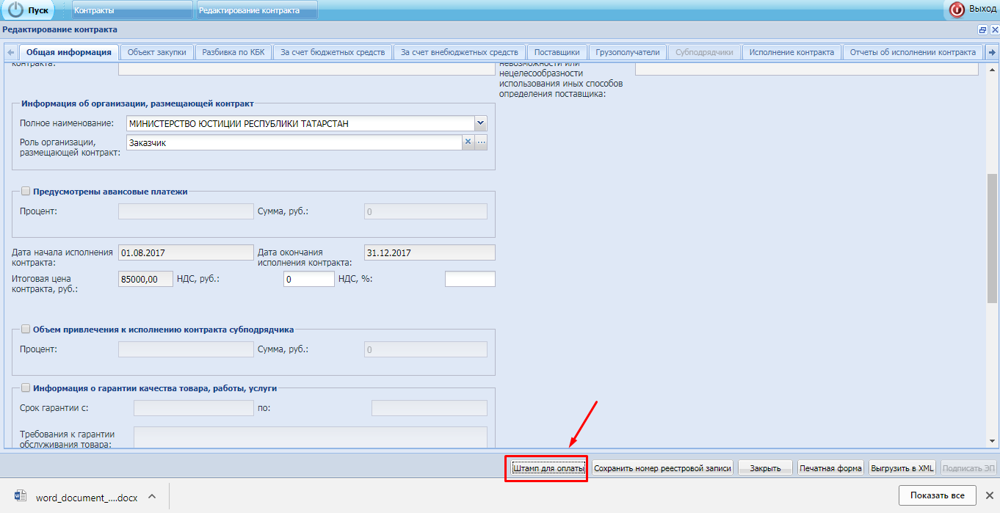 Пуск
Контракты
Редактирование контракта
Выход
Редактирование контракта
Общая информация
Объект закупки
Разбивка по КБК
За счет бюджетных средств
За счет внебюджетных средств
Поставщики
Грузополучатели
Субподрядчики
Исполнение контракта
Отчеты об исполнении контракта
контракта:
невозможности или
нецелесообразности
использования иных способов
определения поставщика:
Информация об организации, размещающей контракт
Полное наименование:
МИНИСТЕРСТВО ЮСТИЦИИ РЕСПУБЛИКИ ТАТАРСТАН
Роль организации,
размещающей контракт:
Заказчик
Предусмотрены авансовые платежи
Процент:
Сумма, руб.:
0
Дата начала исполнения
контракта:
01.08.2017
Дата окончания
исполнения контракта:
31.12.2017
Итоговая цена
контракта, руб.:
85000,00
НДС, руб.:
0
НДС, %:
Объем привлечения к исполнению контракта субподрядчика
Процент:
Сумма, руб.:
0
Информация о гарантии качества товара, работы, услуги
Срок гарантии с:
по:
Требования к гарантии
обслуживания товара:
Штамп для оплаты
Сохранить номер реестровой записи
Закрыть
Печатная форма
Выгрузить в XML
Подписать ЭП
word_document_....docx
Показать все